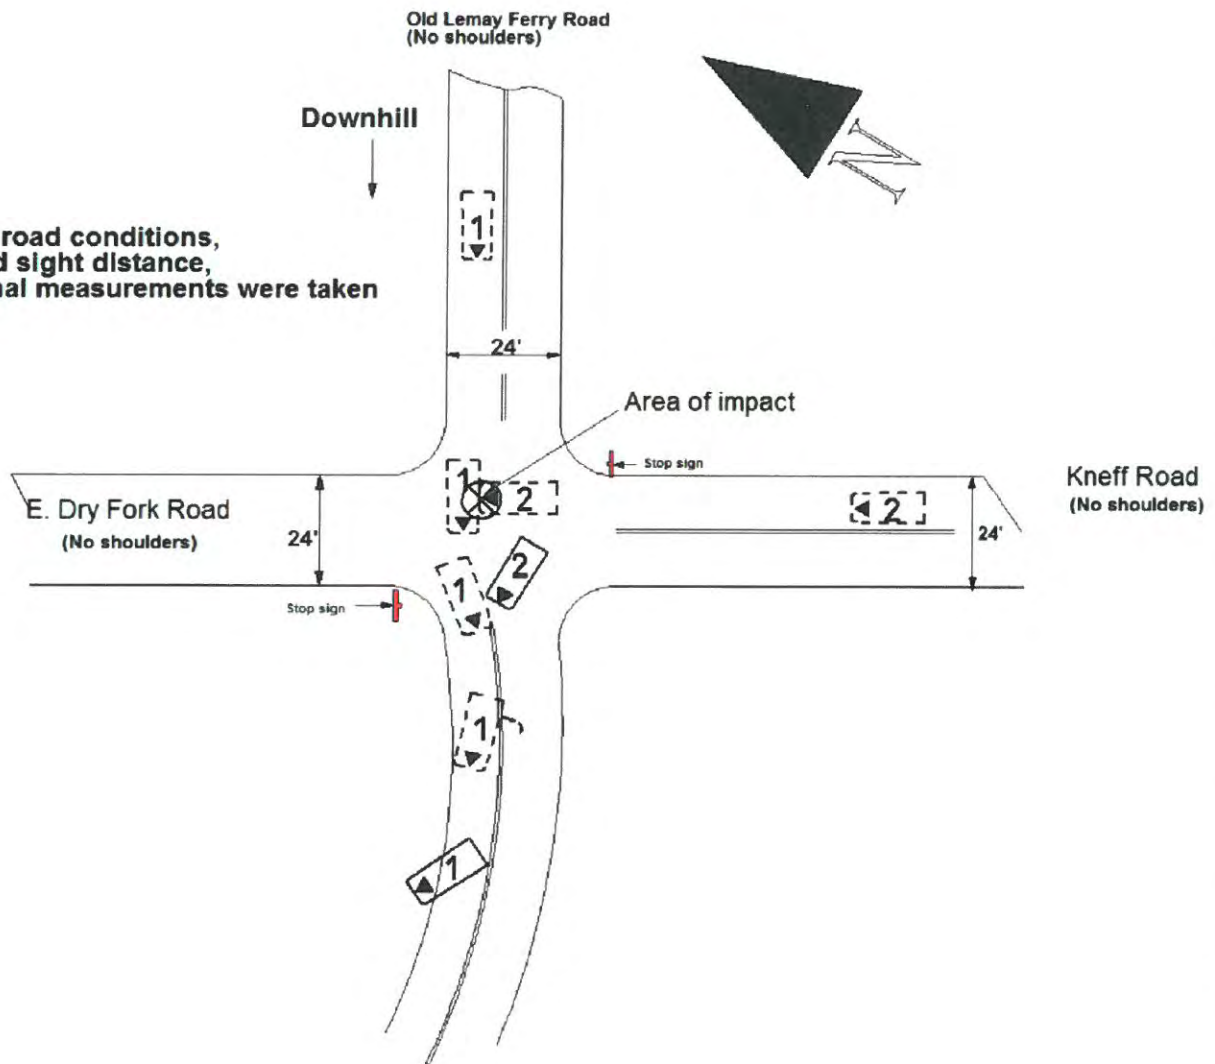 Old Lemay Ferry Road
(No shoulders)
Downhill
N
1
road conditions,
sight distance,
measurements were taken
24'
Area of impact
Stop sign
Kneff Road
(No shoulders)
1
2
2
E. Dry Fork Road
(No shoulders)
24'
24'
2
1
Stop sign
1
1